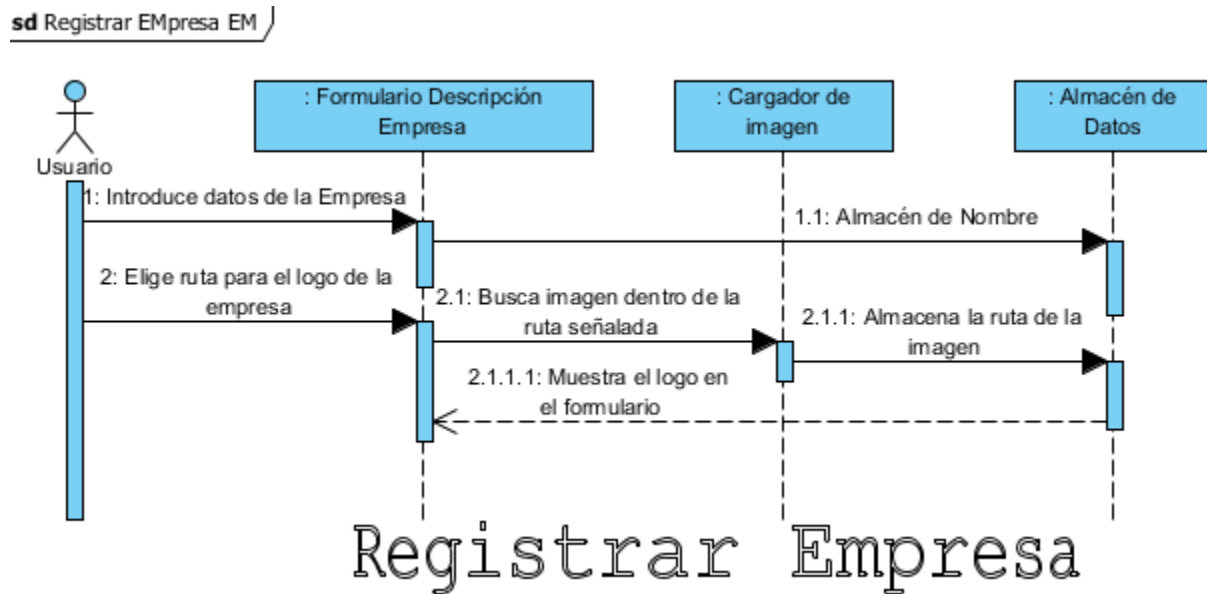 sd Registrar EMpresa EM
: Formulario Descripción
Empresa
: Cargador de
imagen
: Almacén de
Datos
Usuario
1: Introduce datos de la Empresa
1.1: Almacén de Nombre
2: Elige ruta para el logo de la
empresa
2.1: Busca imagen dentro de la
ruta señalada
2.1.1: Almacena la ruta de la
imagen
2.1.1.1: Muestra el logo en
el formulario
Registrar Empresa